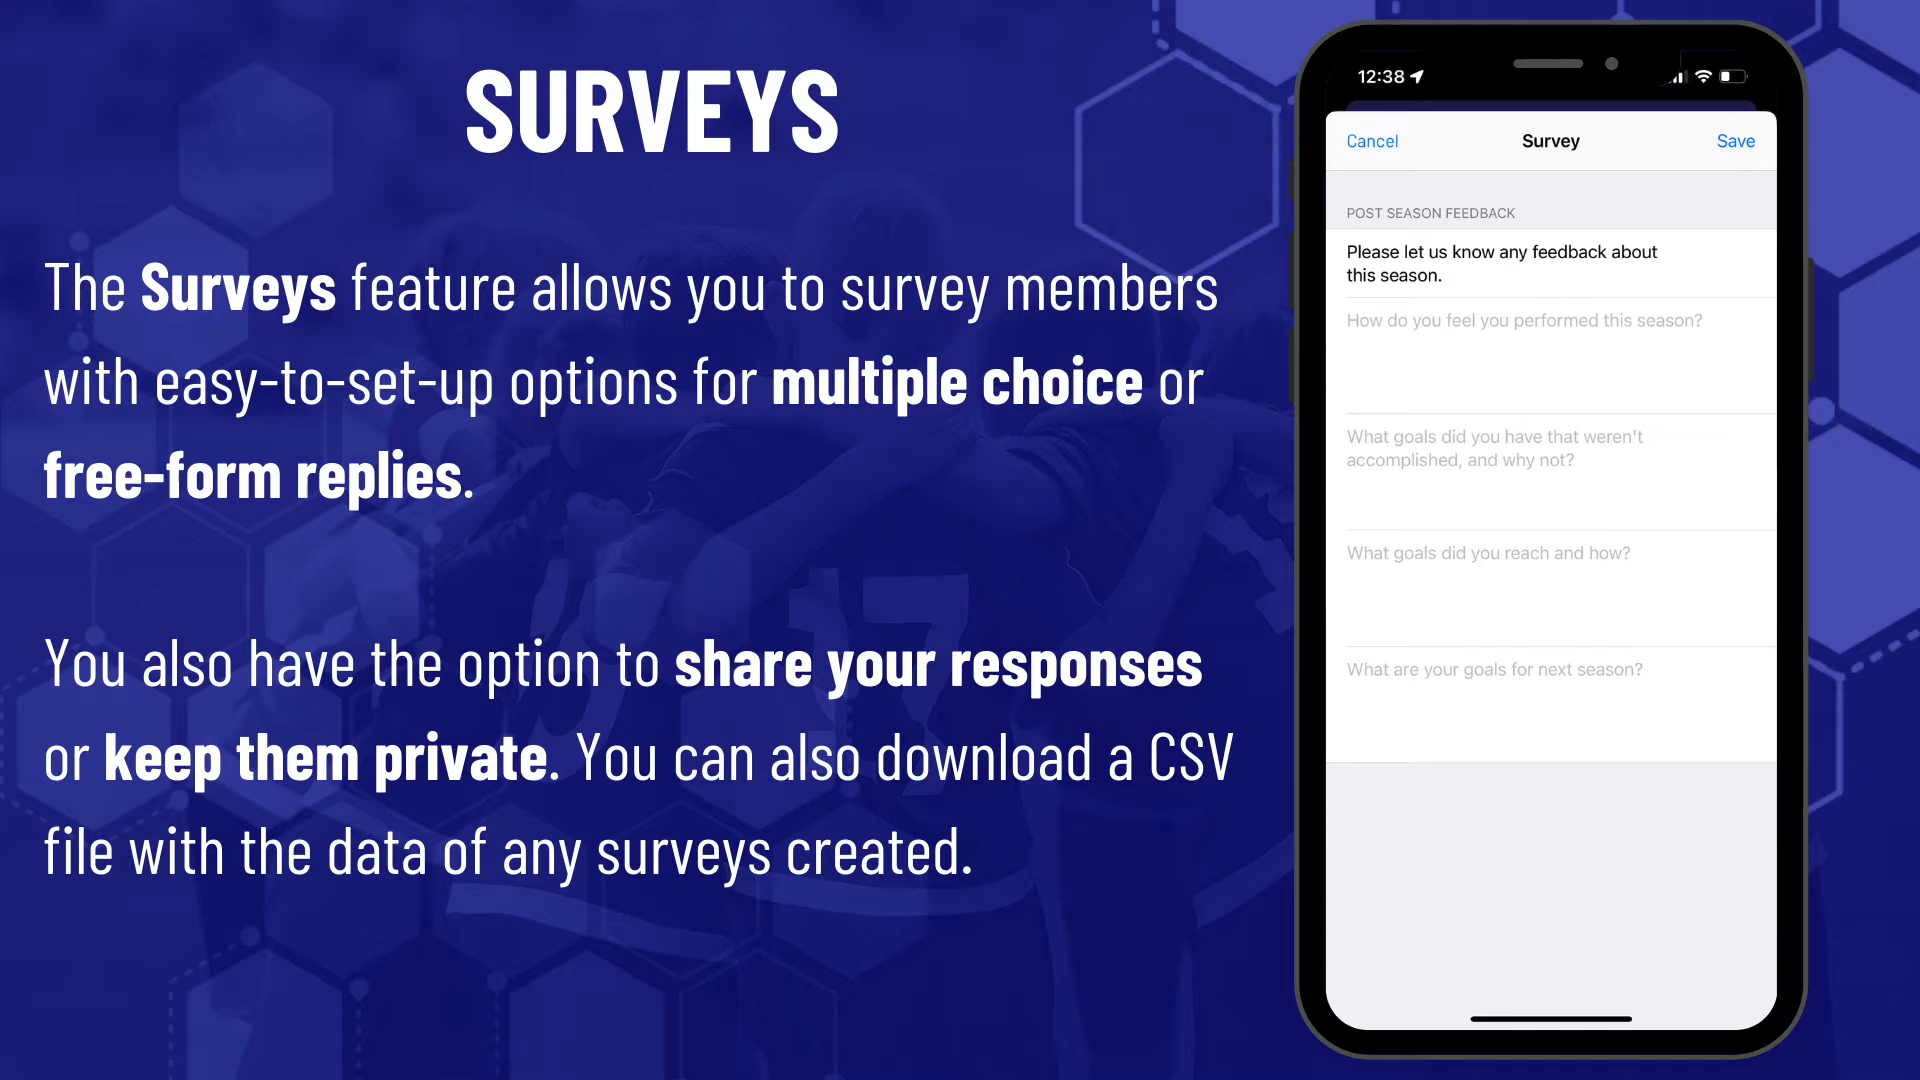 SURVEYS
The Surveys feature allows you to survey members
with easy-to-set-up options for multiple choice or
free-form replies.
You also have the option to share your responses
or keep them private. You can also download a CSV
file with the data of any surveys created.
12:38
Cancel Survey Save
POST SEASON FEEDBACK
Please let us know any feedback about
this season.
How do you feel you performed this season?
What goals did you have that weren't
accomplished, and why not?
What goals did you reach and how?
What are your goals for next season?
17